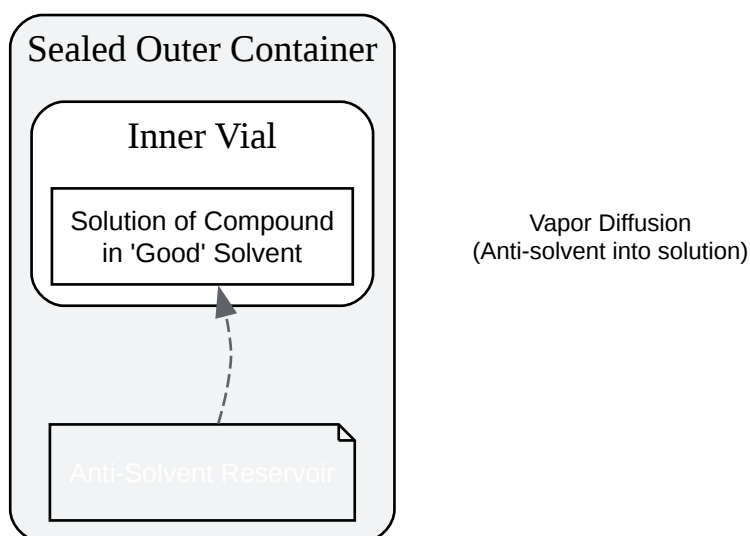 Sealed Outer Container
Inner Vial
Solution of Compound
in 'Good' Solvent
Vapor Diffusion
(Anti-solvent into solution)
Anti-Solvent Reservoir